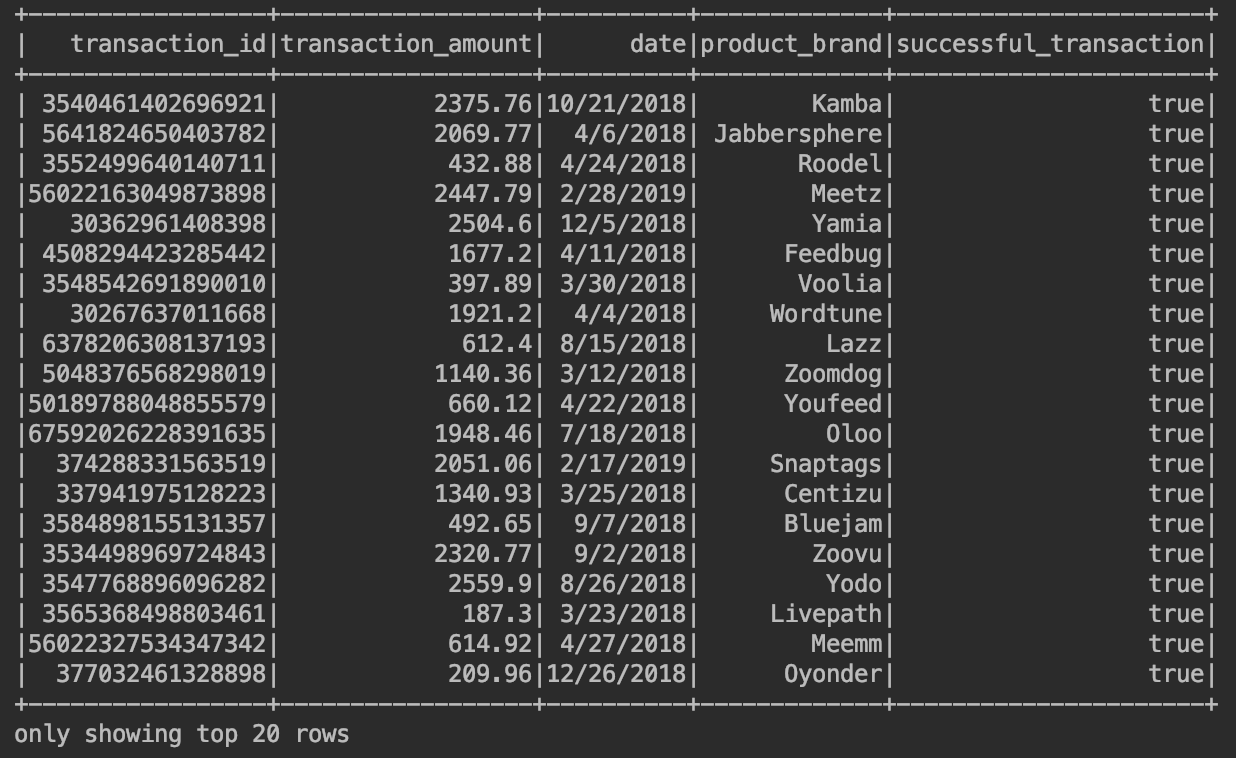 +------------------+------------------+----------+-------------+----------------------+
|    transaction_id|transaction_amount|      date|product_brand|successful_transaction|
+------------------+------------------+----------+-------------+----------------------+
|  3540461402696921|           2375.76|10/21/2018|        Kamba|                  true|
|  5641824650403782|           2069.77|  4/6/2018| Jabbersphere|                  true|
|  3552499640140711|            432.88| 4/24/2018|       Roodel|                  true|
|56022163049873898|           2447.79| 2/28/2019|        Meetz|                  true|
|    30362961408398|            2504.6| 12/5/2018|        Yamia|                  true|
|  4508294423285442|            1677.2| 4/11/2018|      Feedbug|                  true|
|  3548542691890010|            397.89| 3/30/2018|       Voolia|                  true|
|    30267637011668|            1921.2|  4/4/2018|     Wordtune|                  true|
|  6378206308137193|             612.4| 8/15/2018|         Lazz|                  true|
|  5048376568298019|           1140.36| 3/12/2018|      Zoomdog|                  true|
|50189788048855579|            660.12| 4/22/2018|      Youfeed|                  true|
|67592026228391635|           1948.46| 7/18/2018|         Oloo|                  true|
|   374288331563519|           2051.06| 2/17/2019|     Snaptags|                  true|
|   337941975128223|           1340.93| 3/25/2018|      Centizu|                  true|
|  3584898155131357|            492.65|  9/7/2018|      Bluejam|                  true|
|  3534498969724843|           2320.77|  9/2/2018|        Zoovu|                  true|
|  3547768896096282|            2559.9| 8/26/2018|         Yodo|                  true|
|  3565368498803461|             187.3| 3/23/2018|     Livepath|                  true|
|56022327534347342|            614.92| 4/27/2018|        Meemm|                  true|
|   377032461328898|            209.96|12/26/2018|      Oyonder|                  true|
+------------------+------------------+----------+-------------+----------------------+
only showing top 20 rows